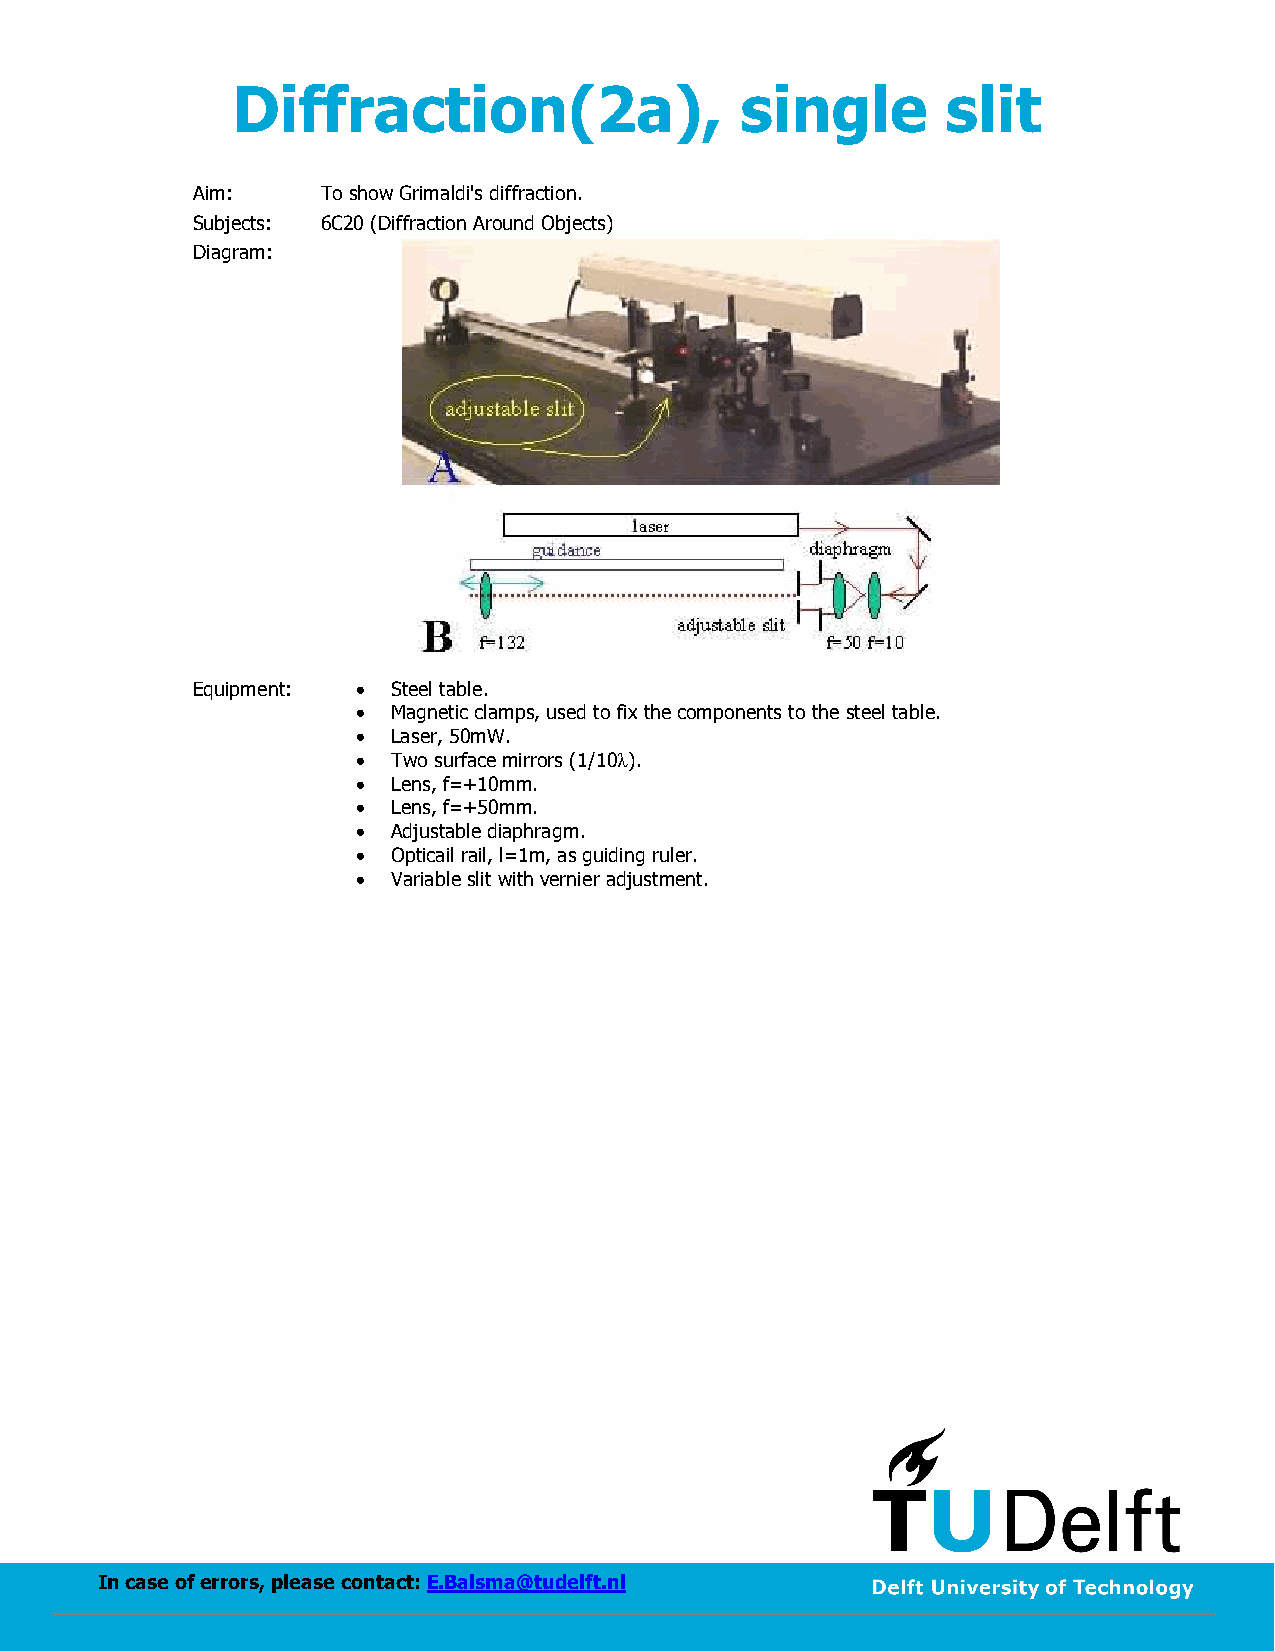 Diffraction(2a), single slit
Aim: To show Grimaldi's diffraction.
Subjects: 6C20 (Diffraction Around Objects)
Diagram:
adjustable slit
A
laser
guidance
diaphragm
adjustable slit
B
f=132
f=50 f=10
Equipment: • Steel table.
• Magnetic clamps, used to fix the components to the steel table.
• Laser, 50mW.
• Two surface mirrors (1/10λ).
• Lens, f=+10mm.
• Lens, f=+50mm.
• Adjustable diaphragm.
• Opticail rail, l=1m, as guiding ruler.
• Variable slit with vernier adjustment.
TUDelft
In case of errors, please contact: E.Balsma@tudelft.nl
Delft University of Technology